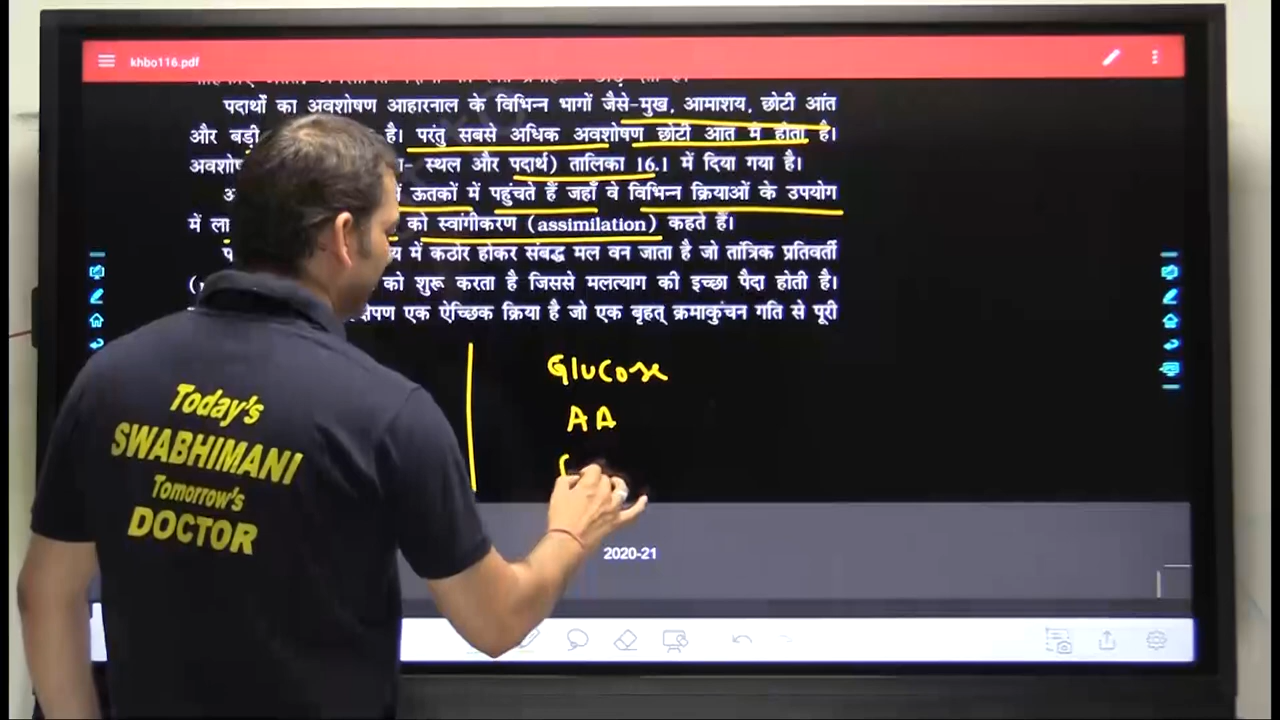 khbo116.pdf
पदार्थों का अवशोषण आहारनाल के विभिन्न भागों जैसे-मुख, आमाशय, छोटी आंत
और बड़ी है। परंतु सबसे अधिक अवशोषण छोटी आंत में होता है।
स्थल और पदार्थ) तालिका 16.1 में दिया गया है।
में ऊतकों में पहुंचते हैं जहाँ वे विभिन्न क्रियाओं के उपयोग
में को स्वांगीकरण (assimilation) कहते हैं।
में कठोर होकर संबद्ध मल बन जाता है जो तांत्रिक प्रतिवर्ती
को शुरू करता है जिससे मलत्याग की इच्छा पैदा होती है।
एक ऐच्छिक क्रिया है जो एक बृहत् क्रमाकुंचन गति से पूरी
Glucose
AA
2020-21
Today's
SWABHIMANI
Tomorrow's
DOCTOR